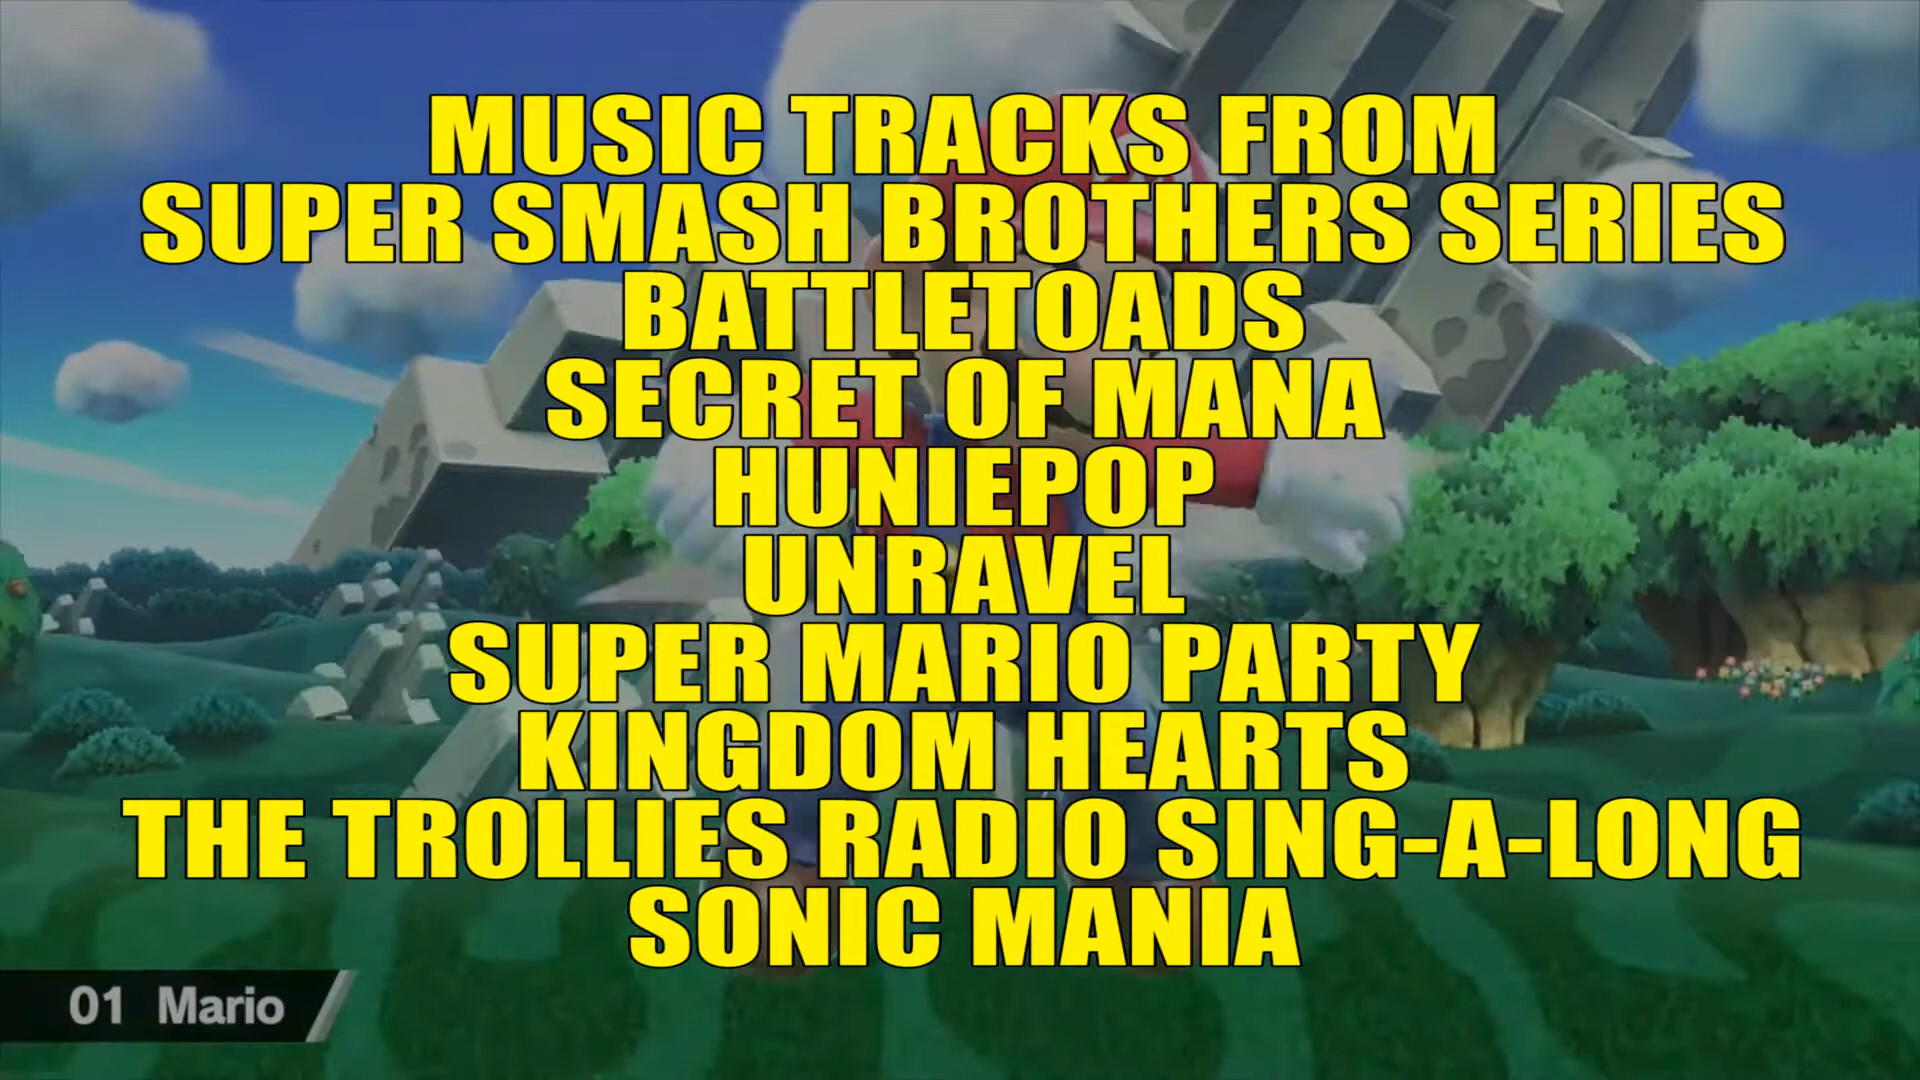 MUSIC TRACKS FROM
SUPER SMASH BROTHERS SERIES
BATTLETOADS
SECRET OF MANA
HUNIEPOP
UNRAVEL
SUPER MARIO PARTY
KINGDOM HEARTS
THE TROLLIES RADIO SING-A-LONG
SONIC MANIA
01 Mario